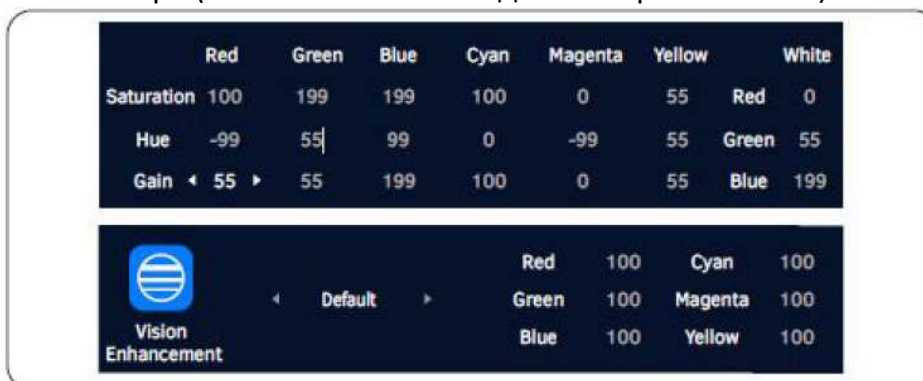 Red Green Blue Cyan Magenta Yellow White
Saturation 100 199 199 100 0 55 Red 0
Hue -99 55 99 0 -99 55 Green 55
Gain 55 55 199 100 0 55 Blue 199
Red 100 Cyan 100
Default Green 100 Magenta 100
Vision Blue 100 Yellow 100
Enhancement